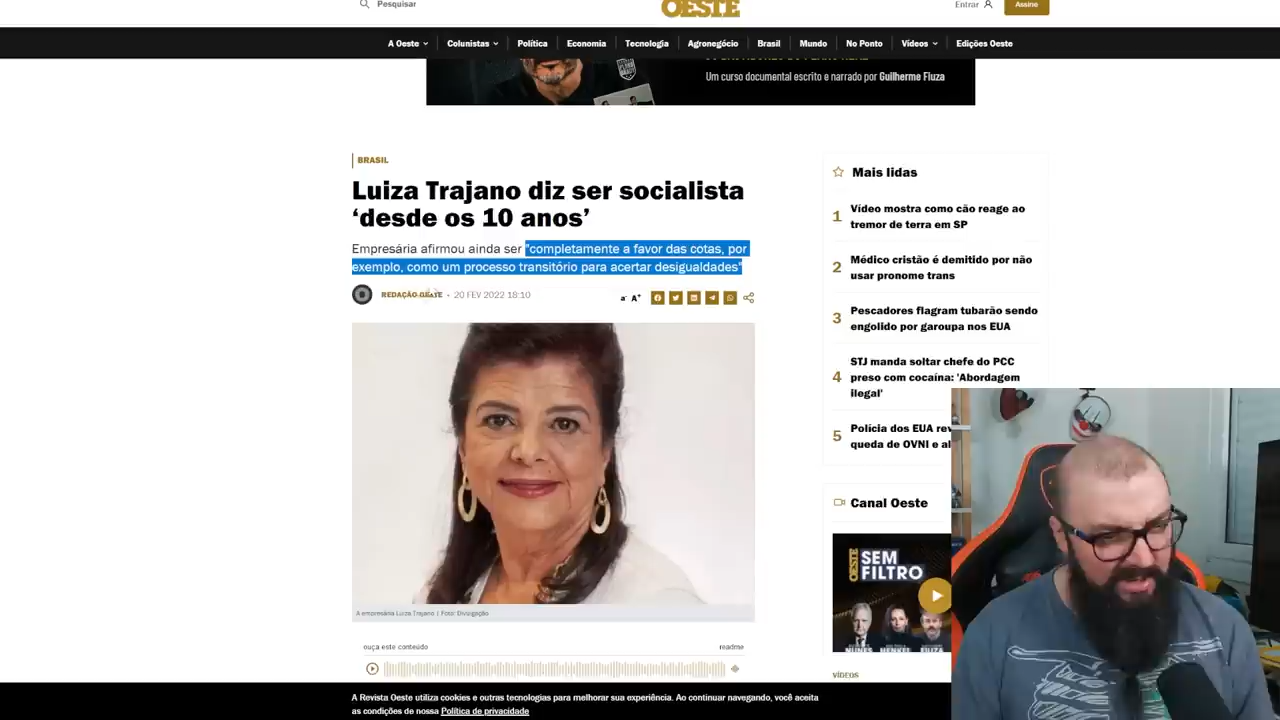 Pesquisar
OESTE
Entrar
Assine
A Oeste
Colunistas
Política
Economia
Tecnologia
Agronegócio
Brasil
Mundo
No Ponto
Vídeos
Edições Oeste
Um curso documental escrito e narrado por Guilherme Fiuza
BRASIL
Luiza Trajano diz ser socialista
‘desde os 10 anos’
Empresária afirmou ainda ser "completamente a favor das cotas, por
exemplo, como um processo transitório para acertar desigualdades"
REDAÇÃO OESTE - 20 FEV 2022 18:10
a- A+
A empresária Luiza Trajano | Foto: Divulgação
ouça este conteúdo
readme
Mais lidas
1 Vídeo mostra como cão reage ao
tremor de terra em SP
2 Médico cristão é demitido por não
usar pronome trans
3 Pescadores flagram tubarão sendo
engolido por garoupa nos EUA
4 STJ manda soltar chefe do PCC
preso com cocaína: 'Abordagem
ilegal'
5 Polícia dos EUA rev
queda de OVNI e al
Canal Oeste
OESTE
SEM
FILTRO
VÍDEOS
A Revista Oeste utiliza cookies e outras tecnologias para melhorar sua experiência. Ao continuar navegando, você aceita
as condições de nossa Política de privacidade